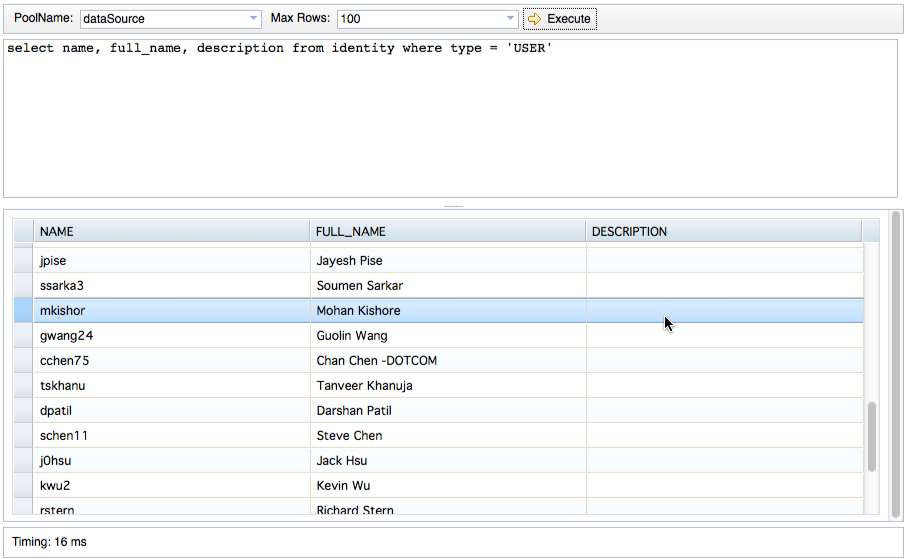 PoolName: dataSource Max Rows: 100 Execute
select name, full_name, description from identity where type = 'USER'
NAME FULL_NAME DESCRIPTION
jpise Jayesh Pise
ssarka3 Soumen Sarkar
mkishor Mohan Kishore
gwang24 Guolin Wang
cchen75 Chan Chen -DOTCOM
tskhanu Tanveer Khanuja
dpatil Darshan Patil
schen11 Steve Chen
j0hsu Jack Hsu
kwu2 Kevin Wu
rstern Richard Stern
Timing: 16 ms